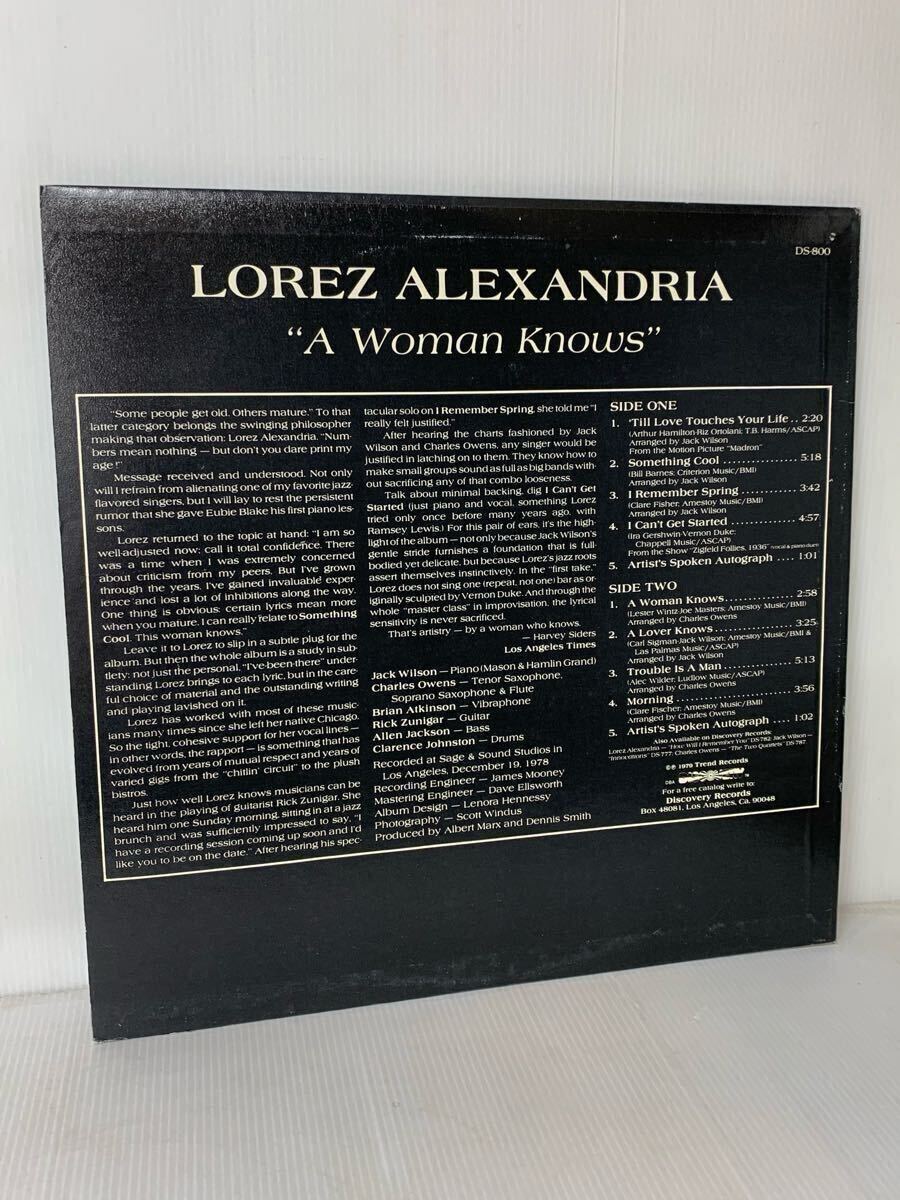 DS-800
LOREZ ALEXANDRIA
“A Woman Knows”
“Some people get old. Others mature.” To that
latter category belongs the swinging philosopher
making that observation: Lorez Alexandria. “Num-
bers mean nothing — but don't you dare print my
age!”
Message received and understood. Not only
will I refrain from alienating one of my favorite jazz-
flavored singers, but I will lay to rest the persistent
rumor that she gave Eubie Blake his first piano les-
sons.
Lorez returned to the topic at hand: “I am so
well-adjusted now; call it total confidence. There
was a time when I was extremely concerned
about criticism from my peers. But I've grown
through the years. I've gained invaluable exper-
ience and lost a lot of inhibitions along the way.
One thing is obvious: certain lyrics mean more
when you mature. I can really relate to Something
Cool. This woman knows.”
Leave it to Lorez to slip in a subtle plug for the
album. But then the whole album is a study in sub-
tlety: not just the personal, “I've-been-there” under-
standing Lorez brings to each lyric, but in the care-
ful choice of material and the outstanding writing
and playing lavished on it.
Lorez has worked with most of these music-
ians many times since she left her native Chicago.
So the tight, cohesive support for her vocal lines —
in other words, the rapport — is something that has
evolved from years of mutual respect and years of
varied gigs from the “chitlin' circuit” to the plush
bistros.
Just how well Lorez knows musicians can be
heard in the playing of guitarist Rick Zunigar. She
heard him one Sunday morning, sitting in at a jazz
brunch and was sufficiently impressed to say, “I
have a recording session coming up soon and I'd
like you to be on the date.” After hearing his spec-
tacular solo on I Remember Spring, she told me “I
really felt justified.”
After hearing the charts fashioned by Jack
Wilson and Charles Owens, any singer would be
justified in latching on to them. They know how to
make small groups sound as full as big bands with-
out sacrificing any of that combo looseness.
Talk about minimal backing, dig I Can't Get
Started (just piano and vocal, something Lorez
tried only once before many years ago, with
Ramsey Lewis.) For this pair of ears, it's the high-
light of the album — not only because Jack Wilson's
gentle stride furnishes a foundation that is full-
bodied yet delicate, but because Lorez's jazz roots
assert themselves instinctively. In the “first take,”
Lorez does not sing one (repeat, not one) bar as or-
iginally sculpted by Vernon Duke. And through the
whole “master class” in improvisation, the lyrical
sensitivity is never sacrificed.
That's artistry — by a woman who knows.
— Harvey Siders
Los Angeles Times
Jack Wilson — Piano (Mason & Hamlin Grand)
Charles Owens — Tenor Saxophone,
Soprano Saxophone & Flute
Brian Atkinson — Vibraphone
Rick Zunigar — Guitar
Allen Jackson — Bass
Clarence Johnston — Drums
Recorded at Sage & Sound Studios in
Los Angeles, December 19, 1978
Recording Engineer — James Mooney
Mastering Engineer — Dave Ellsworth
Album Design — Lenora Hennessy
Photography — Scott Windus
Produced by Albert Marx and Dennis Smith
SIDE ONE
1. 'Till Love Touches Your Life .. 2:20
(Arthur Hamilton-Riz Ortolani; T.B. Harms/ASCAP)
Arranged by Jack Wilson
From the Motion Picture “Madron”
2. Something Cool ............... 5:18
(Bill Barnes; Criterion Music/BMI)
Arranged by Jack Wilson
3. I Remember Spring ............ 3:42
(Clare Fisher; Amestoy Music/BMI)
Arranged by Jack Wilson
4. I Can't Get Started ............. 4:57
(Ira Gershwin-Vernon Duke;
Chappell Music/ASCAP)
From the Show “Zigfeld Follies, 1936” (vocal & piano duet)
5. Artist's Spoken Autograph .... 1:01
SIDE TWO
1. A Woman Knows.............. 2:58
(Lester Wintz-Joe Masters; Amestoy Music/BMI)
Arranged by Charles Owens
2. A Lover Knows................ 3:25
(Carl Sigman-Jack Wilson; Amestoy Music/BMI &
Las Palmas Music/ASCAP)
Arranged by Jack Wilson
3. Trouble Is A Man.............. 5:13
(Alec Wilder; Ludlow Music/ASCAP)
Arranged by Charles Owens
4. Morning...................... 3:56
(Clare Fischer; Amestoy Music/BMI)
Arranged by Charles Owens
5. Artist's Spoken Autograph .... 1:02
Also Available on Discovery Records:
Lorez Alexandria — “How Will I Remember You” DS-782; Jack Wilson —
“Innovations” DS-777; Charles Owens — “The Two Quartets” DS-787.
©℗ 1979 Trend Records
DBA
For a free catalog write to:
Discovery Records
Box 48081, Los Angeles, CA. 90048